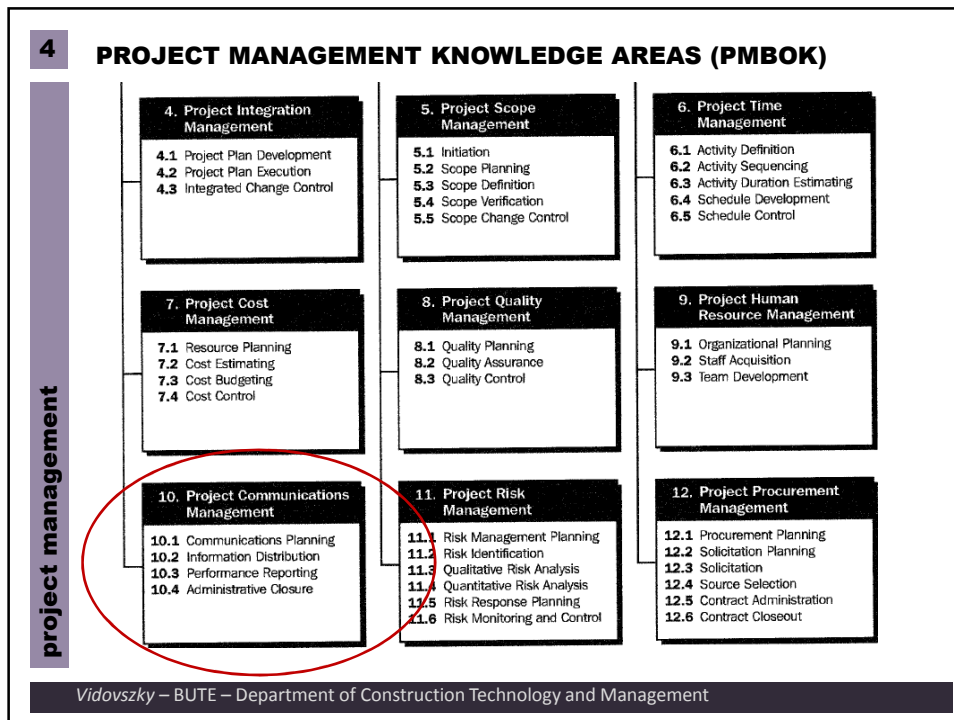 4
PROJECT MANAGEMENT KNOWLEDGE AREAS (PMBOK)
project management
4. Project Integration
Management
4.1 Project Plan Development
4.2 Project Plan Execution
4.3 Integrated Change Control
5. Project Scope
Management
5.1 Initiation
5.2 Scope Planning
5.3 Scope Definition
5.4 Scope Verification
5.5 Scope Change Control
6. Project Time
Management
6.1 Activity Definition
6.2 Activity Sequencing
6.3 Activity Duration Estimating
6.4 Schedule Development
6.5 Schedule Control
7. Project Cost
Management
7.1 Resource Planning
7.2 Cost Estimating
7.3 Cost Budgeting
7.4 Cost Control
8. Project Quality
Management
8.1 Quality Planning
8.2 Quality Assurance
8.3 Quality Control
9. Project Human
Resource Management
9.1 Organizational Planning
9.2 Staff Acquisition
9.3 Team Development
10. Project Communications
Management
10.1 Communications Planning
10.2 Information Distribution
10.3 Performance Reporting
10.4 Administrative Closure
11. Project Risk
Management
11.1 Risk Management Planning
11.2 Risk Identification
11.3 Qualitative Risk Analysis
11.4 Quantitative Risk Analysis
11.5 Risk Response Planning
11.6 Risk Monitoring and Control
12. Project Procurement
Management
12.1 Procurement Planning
12.2 Solicitation Planning
12.3 Solicitation
12.4 Source Selection
12.5 Contract Administration
12.6 Contract Closeout
Vidovszky – BUTE – Department of Construction Technology and Management